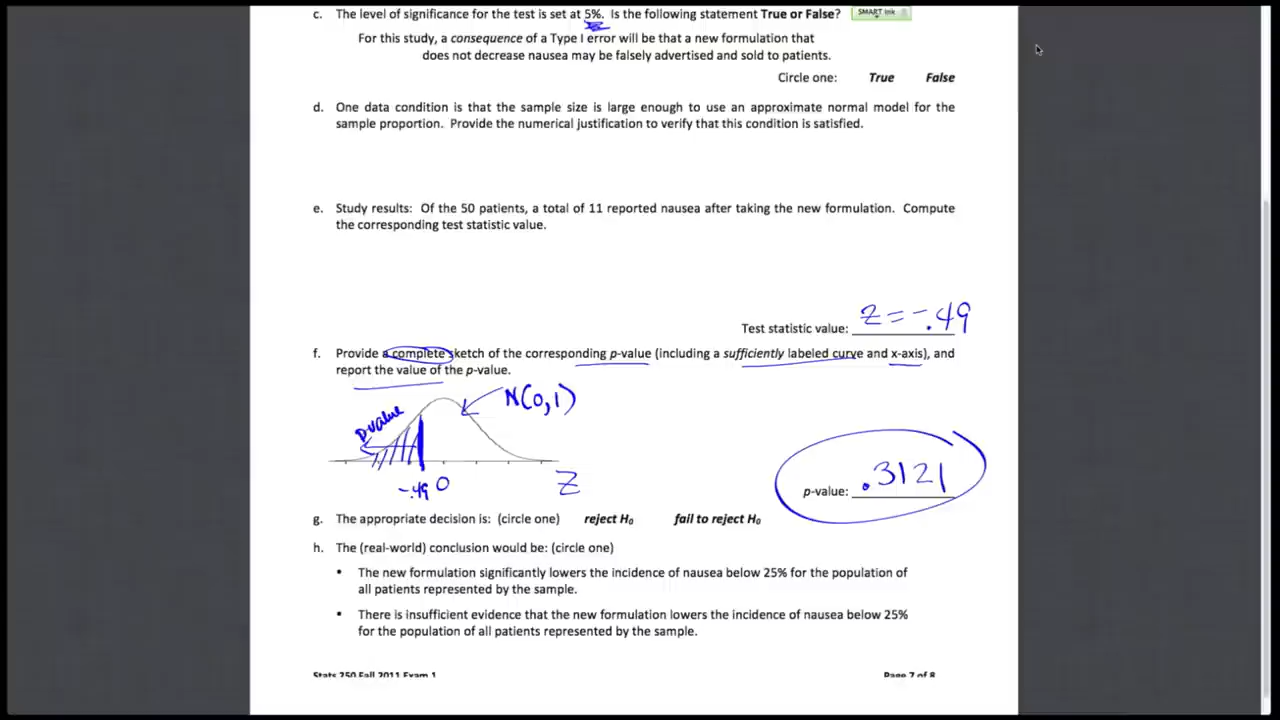 c. The level of significance for the test is set at 5%. Is the following statement True or False?
SMART Ink
For this study, a consequence of a Type I error will be that a new formulation that
does not decrease nausea may be falsely advertised and sold to patients.
Circle one: True False
d. One data condition is that the sample size is large enough to use an approximate normal model for the
sample proportion. Provide the numerical justification to verify that this condition is satisfied.
e. Study results: Of the 50 patients, a total of 11 reported nausea after taking the new formulation. Compute
the corresponding test statistic value.
Test statistic value: Z = -.49
f. Provide a complete sketch of the corresponding p-value (including a sufficiently labeled curve and x-axis), and
report the value of the p-value.
N(0,1)
p-value
-.49 0 Z
p-value: .3121
g. The appropriate decision is: (circle one) reject H₀ fail to reject H₀
h. The (real-world) conclusion would be: (circle one)
• The new formulation significantly lowers the incidence of nausea below 25% for the population of
all patients represented by the sample.
• There is insufficient evidence that the new formulation lowers the incidence of nausea below 25%
for the population of all patients represented by the sample.
Stats 250 Fall 2011 Exam 1 Page 7 of 8